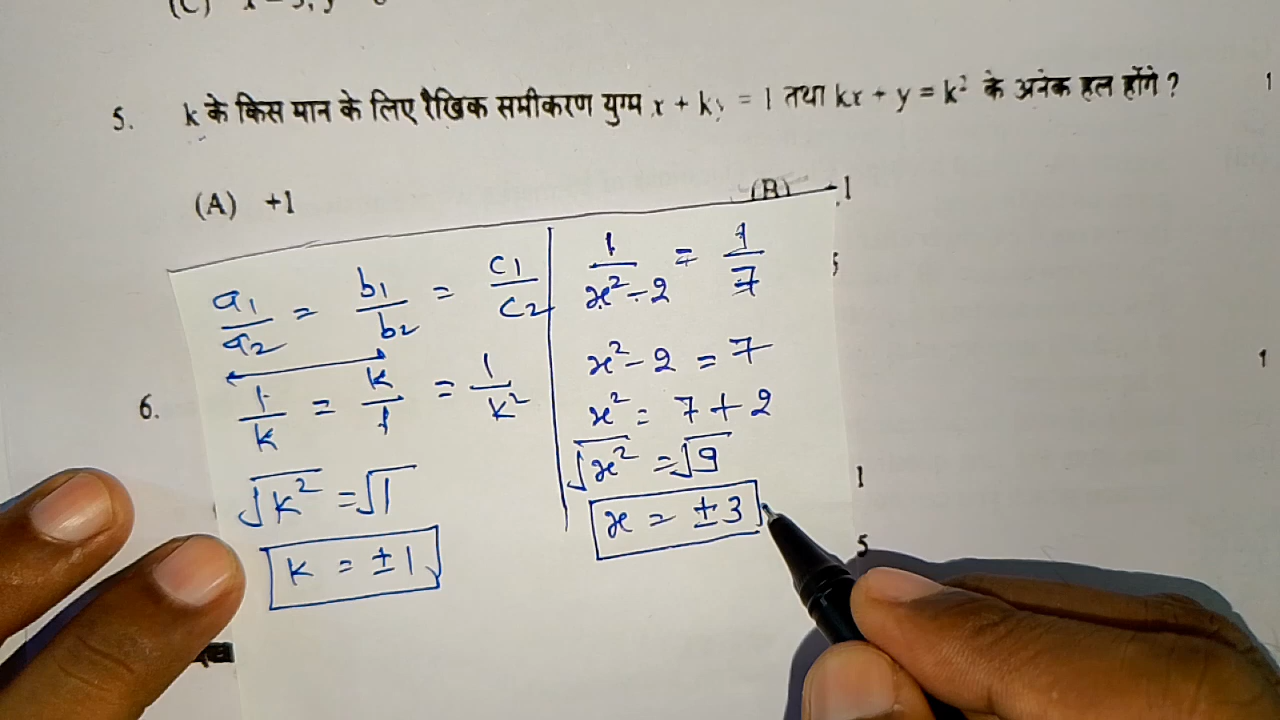 5. k के किस मान के लिए रैखिक समीकरण युग्म x + ky = 1 तथा kx + y = k² के अनेक हल होंगे ? 1
(A) +1 (B) -1
a₁/a₂ = b₁/b₂ = c₁/c₂
1/k = k/1 = 1/k²
√k² = √1
k = ±1
1/x²-2 = 1/7
x²-2 = 7
x² = 7+2
√x² = √9
x = ±3
6. 1
1
5